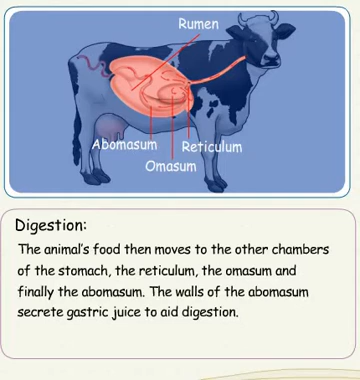 Rumen
Abomasum
Reticulum
Omasum
Digestion:
The animal's food then moves to the other chambers
of the stomach, the reticulum, the omasum and
finally the abomasum. The walls of the abomasum
secrete gastric juice to aid digestion.